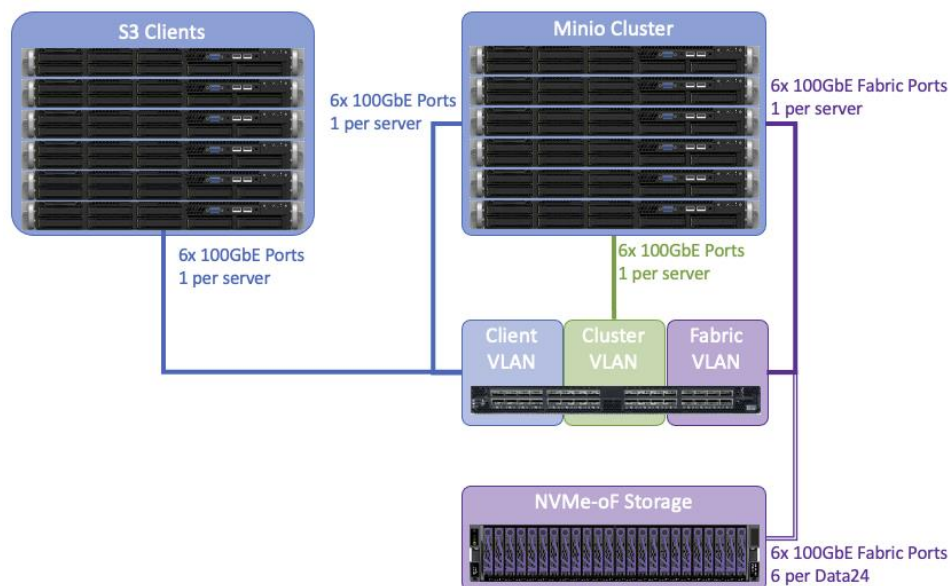 S3 Clients
Minio Cluster
6x 100GbE Ports
1 per server
6x 100GbE Fabric Ports
1 per server
6x 100GbE Ports
1 per server
6x 100GbE Ports
1 per server
Client
VLAN
Cluster
VLAN
Fabric
VLAN
NVMe-oF Storage
6x 100GbE Fabric Ports
6 per Data24